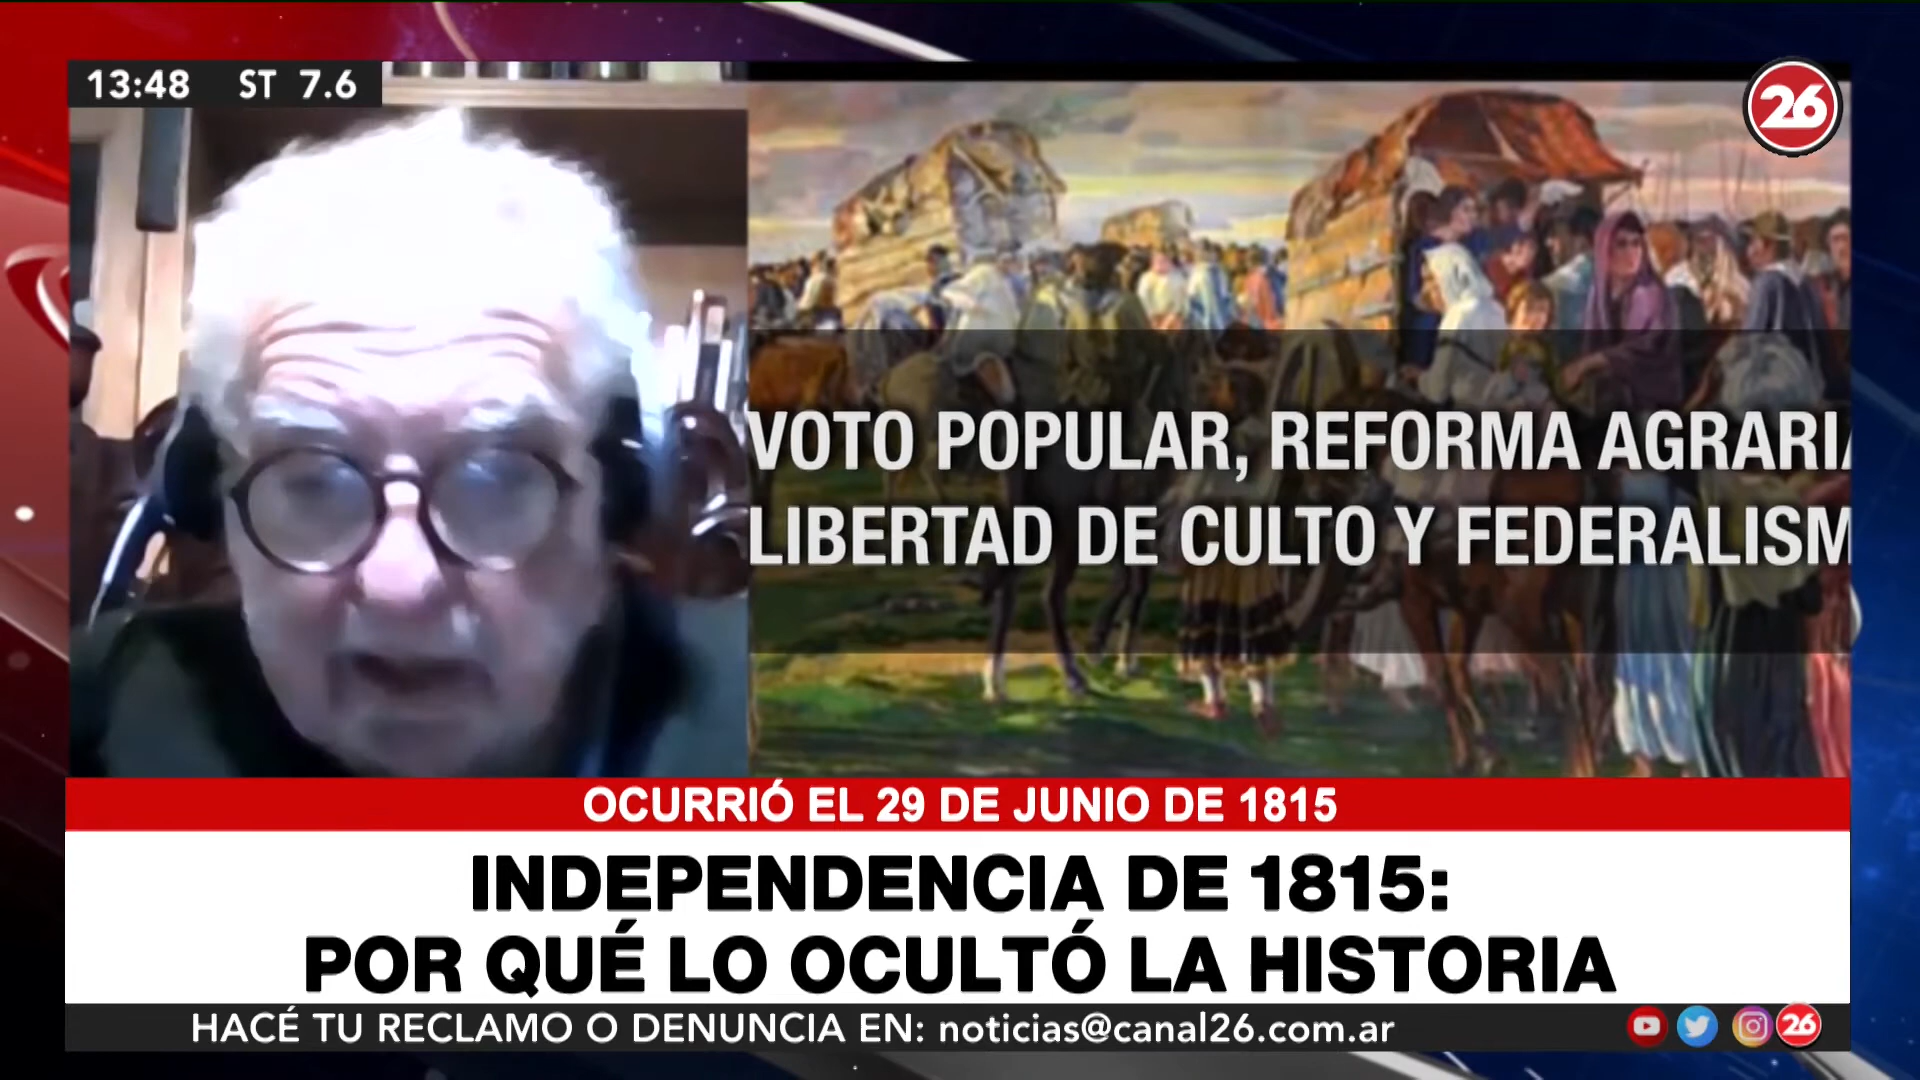 13:48 ST 7.6
26
VOTO POPULAR, REFORMA AGRARIA
LIBERTAD DE CULTO Y FEDERALISM
OCURRIÓ EL 29 DE JUNIO DE 1815
INDEPENDENCIA DE 1815:
POR QUÉ LO OCULTÓ LA HISTORIA
HACÉ TU RECLAMO O DENUNCIA EN: noticias@canal26.com.ar
26